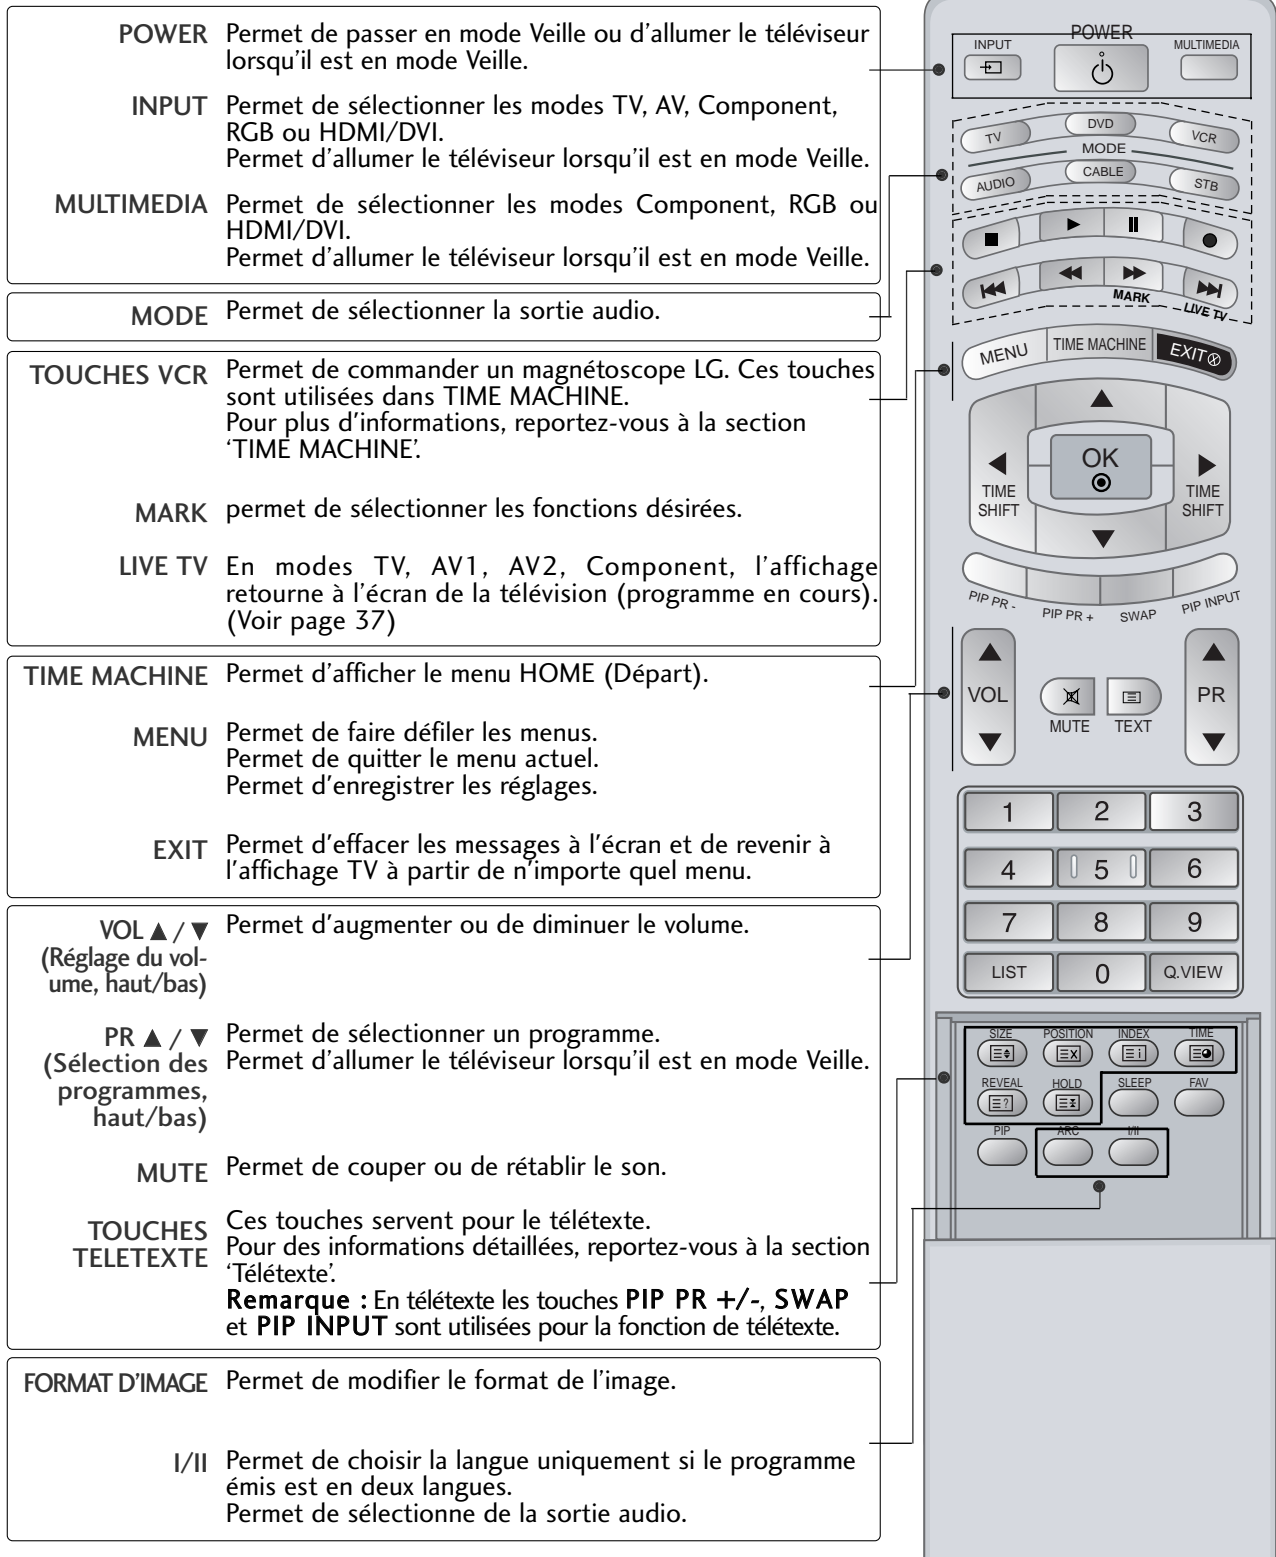 POWER Permet de passer en mode Veille ou d'allumer le téléviseur
lorsqu'il est en mode Veille.
INPUT Permet de sélectionner les modes TV, AV, Component,
RGB ou HDMI/DVI.
Permet d'allumer le téléviseur lorsqu'il est en mode Veille.
MULTIMEDIA Permet de sélectionner les modes Component, RGB ou
HDMI/DVI.
Permet d'allumer le téléviseur lorsqu'il est en mode Veille.
MODE Permet de sélectionner la sortie audio.
TOUCHES VCR Permet de commander un magnétoscope LG. Ces touches
sont utilisées dans TIME MACHINE.
Pour plus d'informations, reportez-vous à la section
‘TIME MACHINE’.
MARK permet de sélectionner les fonctions désirées.
LIVE TV En modes TV, AV1, AV2, Component, l'affichage
retourne à l'écran de la télévision (programme en cours).
(Voir page 37)
TIME MACHINE Permet d'afficher le menu HOME (Départ).
MENU Permet de faire défiler les menus.
Permet de quitter le menu actuel.
Permet d'enregistrer les réglages.
EXIT Permet d'effacer les messages à l'écran et de revenir à
l'affichage TV à partir de n'importe quel menu.
VOL ▲ / ▼ Permet d'augmenter ou de diminuer le volume.
(Réglage du vol-
ume, haut/bas)
PR ▲ / ▼ Permet de sélectionner un programme.
(Sélection des Permet d'allumer le téléviseur lorsqu'il est en mode Veille.
programmes,
haut/bas)
MUTE Permet de couper ou de rétablir le son.
TOUCHES Ces touches servent pour le télétexte.
TELETEXTE Pour des informations détaillées, reportez-vous à la section
‘Télétexte’.
Remarque : En télétexte les touches PIP PR +/-, SWAP
et PIP INPUT sont utilisées pour la fonction de télétexte.
FORMAT D'IMAGE Permet de modifier le format de l'image.
I/II Permet de choisir la langue uniquement si le programme
émis est en deux langues.
Permet de sélectionne de la sortie audio.
INPUT POWER MULTIMEDIA
TV DVD VCR
MODE
AUDIO CABLE STB
MARK LIVE TV
MENU TIME MACHINE EXIT
OK
TIME SHIFT
TIME SHIFT
PIP PR - PIP PR + SWAP PIP INPUT
VOL PR
MUTE TEXT
1 2 3
4 5 6
7 8 9
LIST 0 Q.VIEW
SIZE POSITION INDEX TIME
X i
REVEAL HOLD SLEEP FAV
?
PIP ARC I/II